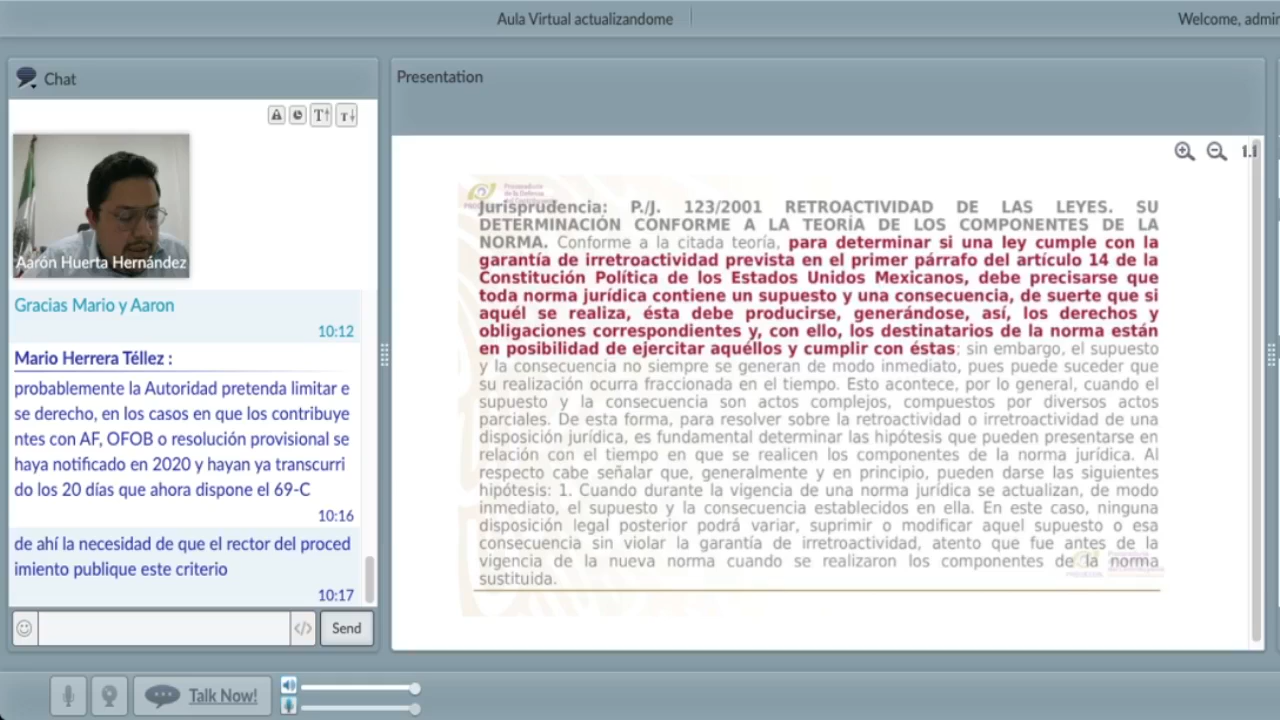 Aula Virtual actualizandome
Welcome, admin
Chat
Presentation
Aarón Huerta Hernández
Gracias Mario y Aaron
10:12
Mario Herrera Téllez :
probablemente la Autoridad pretenda limitar e
se derecho, en los casos en que los contribuye
ntes con AF, OFOB o resolución provisional se
haya notificado en 2020 y hayan ya transcurri
do los 20 días que ahora dispone el 69-C
10:16
de ahí la necesidad de que el rector del proced
imiento publique este criterio
10:17
Send
Talk Now!
1:1
Procuraduría
de la Defensa
del Contribuyente
Jurisprudencia: P./J. 123/2001 RETROACTIVIDAD DE LAS LEYES. SU
DETERMINACIÓN CONFORME A LA TEORÍA DE LOS COMPONENTES DE LA
NORMA. Conforme a la citada teoría, para determinar si una ley cumple con la
garantía de irretroactividad prevista en el primer párrafo del artículo 14 de la
Constitución Política de los Estados Unidos Mexicanos, debe precisarse que
toda norma jurídica contiene un supuesto y una consecuencia, de suerte que si
aquél se realiza, ésta debe producirse, generándose, así, los derechos y
obligaciones correspondientes y, con ello, los destinatarios de la norma están
en posibilidad de ejercitar aquéllos y cumplir con éstas; sin embargo, el supuesto
y la consecuencia no siempre se generan de modo inmediato, pues puede suceder que
su realización ocurra fraccionada en el tiempo. Esto acontece, por lo general, cuando el
supuesto y la consecuencia son actos complejos, compuestos por diversos actos
parciales. De esta forma, para resolver sobre la retroactividad o irretroactividad de una
disposición jurídica, es fundamental determinar las hipótesis que pueden presentarse en
relación con el tiempo en que se realicen los componentes de la norma jurídica. Al
respecto cabe señalar que, generalmente y en principio, pueden darse las siguientes
hipótesis: 1. Cuando durante la vigencia de una norma jurídica se actualizan, de modo
inmediato, el supuesto y la consecuencia establecidos en ella. En este caso, ninguna
disposición legal posterior podrá variar, suprimir o modificar aquel supuesto o esa
consecuencia sin violar la garantía de irretroactividad, atento que fue antes de la
vigencia de la nueva norma cuando se realizaron los componentes de la norma
sustituida.